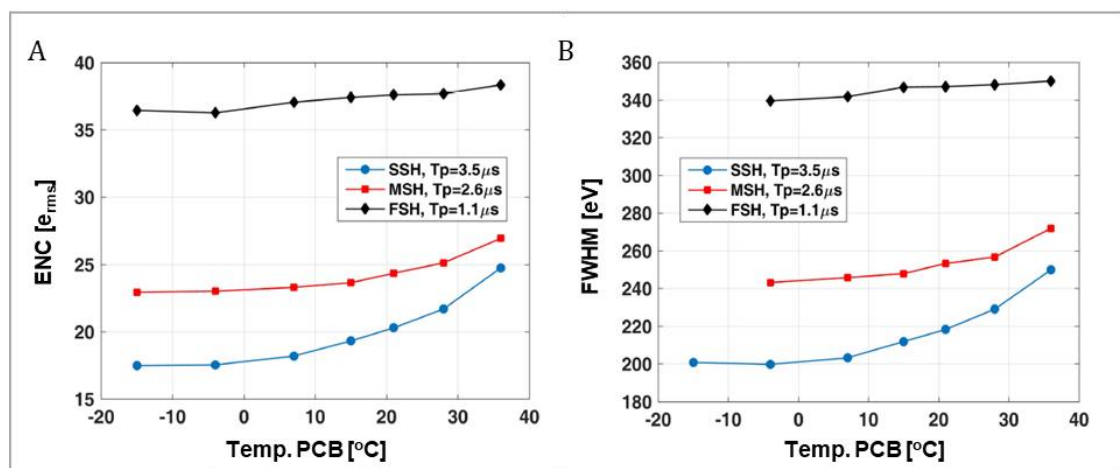 A
40
35
30
25
20
15
ENC [e_rms]
-20
-10
0
10
20
30
40
Temp. PCB [°C]
SSH, Tp=3.5µs
MSH, Tp=2.6µs
FSH, Tp=1.1µs
B
360
340
320
300
280
260
240
220
200
180
FWHM [eV]
-20
-10
0
10
20
30
40
Temp. PCB [°C]
SSH, Tp=3.5µs
MSH, Tp=2.6µs
FSH, Tp=1.1µs